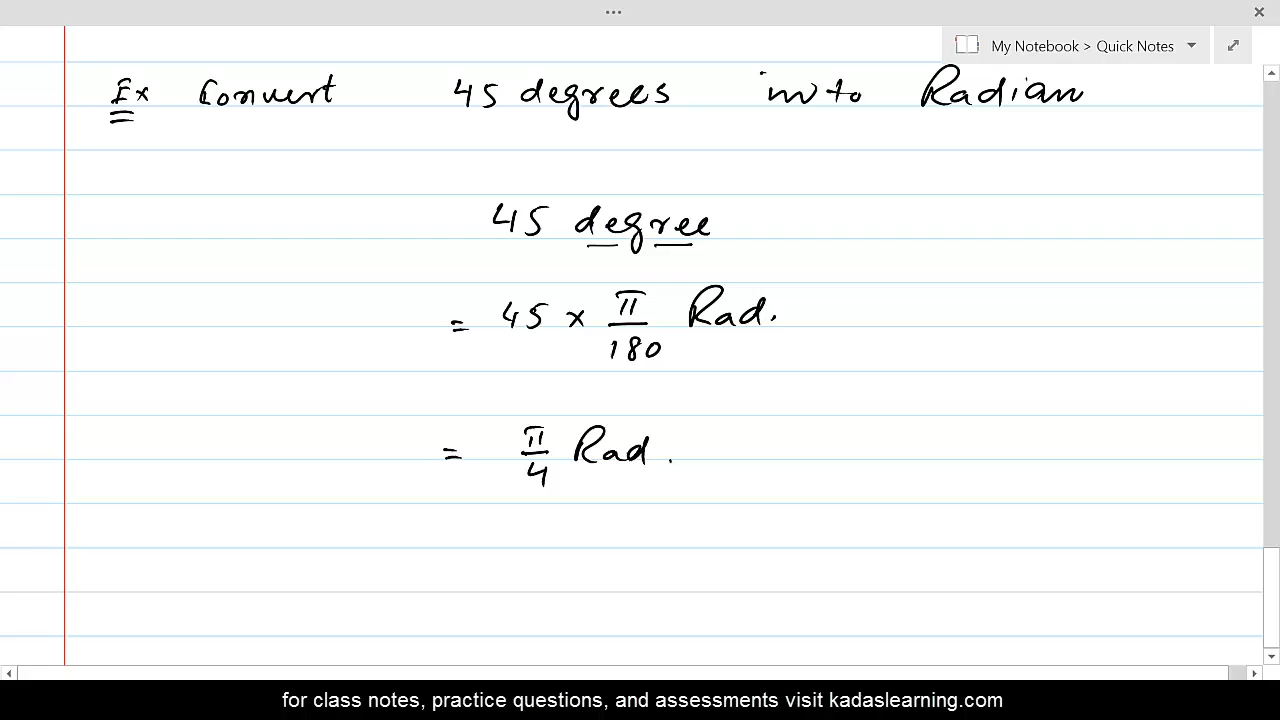 My Notebook > Quick Notes
Ex Convert 45 degrees into Radian
45 degree
= 45 × π/180 Rad.
= π/4 Rad.
for class notes, practice questions, and assessments visit kadaslearning.com